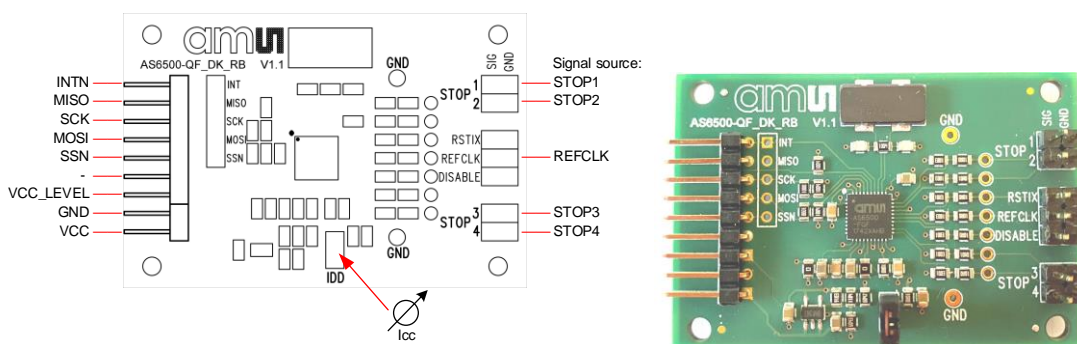 amu
AS6500-QF_DK_RB V1.1
INTN
MISO
SCK
MOSI
SSN
-
VCC_LEVEL
GND
VCC
INT
MISO
SCK
MOSI
SSN
GND
SIG
GND
STOP
1
2
RSTIX
REFCLK
DISABLE
STOP
3
4
GND
IDD
Icc
Signal source:
STOP1
STOP2
REFCLK
STOP3
STOP4
amu
AS6500-QF_DK_RB V1.1
INT
MISO
SCK
MOSI
SSN
GND
SIG
GND
STOP
1
2
RSTIX
REFCLK
DISABLE
STOP
3
4
GND
amu
AS6500